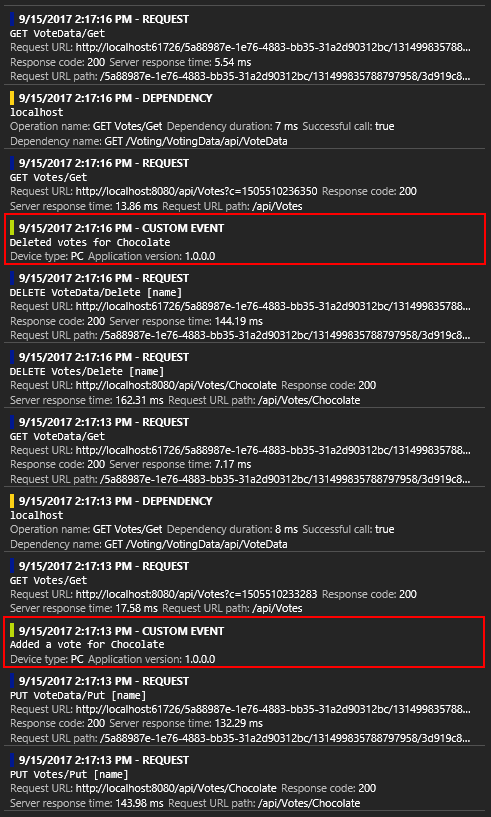 9/15/2017 2:17:16 PM - REQUEST
GET VoteData/Get
Request URL: http://localhost:61726/5a88987e-1e76-4883-bb35-31a2d90312bc/131499835788...
Response code: 200 Server response time: 5.54 ms
Request URL path: /5a88987e-1e76-4883-bb35-31a2d90312bc/131499835788797958/3d919c8...
9/15/2017 2:17:16 PM - DEPENDENCY
localhost
Operation name: GET Votes/Get Dependency duration: 7 ms Successful call: true
Dependency name: GET /Voting/VotingData/api/VoteData
9/15/2017 2:17:16 PM - REQUEST
GET Votes/Get
Request URL: http://localhost:8080/api/Votes?c=1505510236350 Response code: 200
Server response time: 13.86 ms Request URL path: /api/Votes
9/15/2017 2:17:16 PM - CUSTOM EVENT
Deleted votes for Chocolate
Device type: PC Application version: 1.0.0.0
9/15/2017 2:17:16 PM - REQUEST
DELETE VoteData/Delete [name]
Request URL: http://localhost:61726/5a88987e-1e76-4883-bb35-31a2d90312bc/131499835788...
Response code: 200 Server response time: 144.19 ms
Request URL path: /5a88987e-1e76-4883-bb35-31a2d90312bc/131499835788797958/3d919c8...
9/15/2017 2:17:16 PM - REQUEST
DELETE Votes/Delete [name]
Request URL: http://localhost:8080/api/Votes/Chocolate Response code: 200
Server response time: 162.31 ms Request URL path: /api/Votes/Chocolate
9/15/2017 2:17:13 PM - REQUEST
GET VoteData/Get
Request URL: http://localhost:61726/5a88987e-1e76-4883-bb35-31a2d90312bc/131499835788...
Response code: 200 Server response time: 7.17 ms
Request URL path: /5a88987e-1e76-4883-bb35-31a2d90312bc/131499835788797958/3d919c8...
9/15/2017 2:17:13 PM - DEPENDENCY
localhost
Operation name: GET Votes/Get Dependency duration: 8 ms Successful call: true
Dependency name: GET /Voting/VotingData/api/VoteData
9/15/2017 2:17:13 PM - REQUEST
GET Votes/Get
Request URL: http://localhost:8080/api/Votes?c=1505510233283 Response code: 200
Server response time: 17.58 ms Request URL path: /api/Votes
9/15/2017 2:17:13 PM - CUSTOM EVENT
Added a vote for Chocolate
Device type: PC Application version: 1.0.0.0
9/15/2017 2:17:13 PM - REQUEST
PUT VoteData/Put [name]
Request URL: http://localhost:61726/5a88987e-1e76-4883-bb35-31a2d90312bc/131499835788...
Response code: 200 Server response time: 132.29 ms
Request URL path: /5a88987e-1e76-4883-bb35-31a2d90312bc/131499835788797958/3d919c8...
9/15/2017 2:17:13 PM - REQUEST
PUT Votes/Put [name]
Request URL: http://localhost:8080/api/Votes/Chocolate Response code: 200
Server response time: 143.98 ms Request URL path: /api/Votes/Chocolate